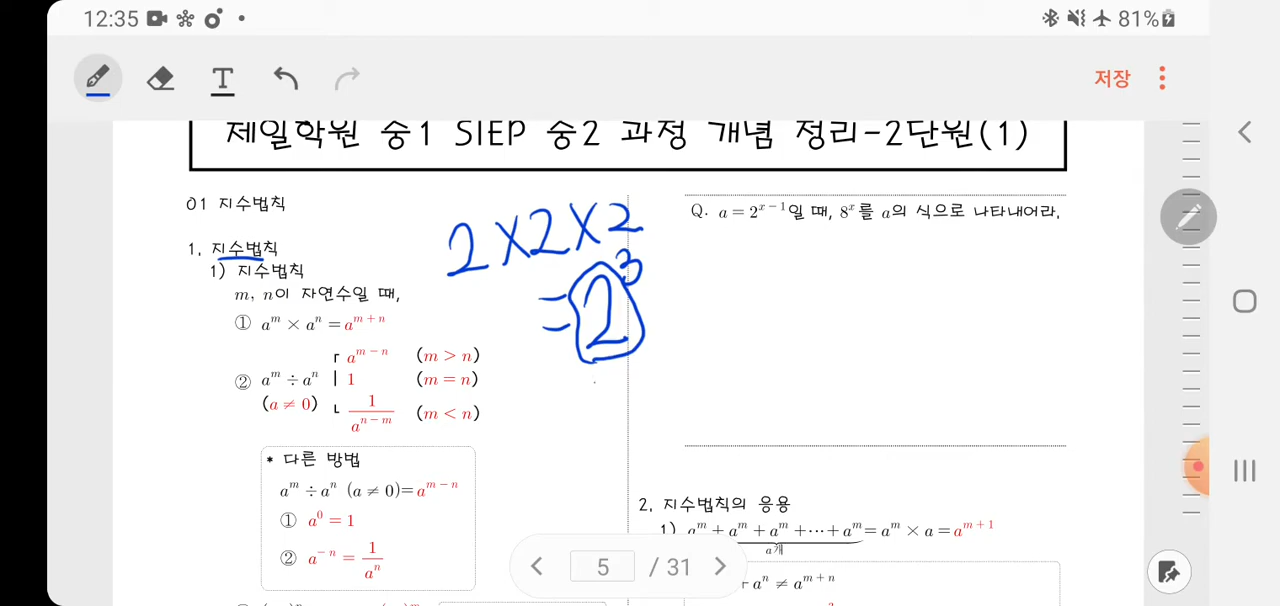 12:35
81%
저장
제일학원 중1 STEP 중2 과정 개념 정리-2단원(1)
01 지수법칙
1. 지수법칙
1) 지수법칙
m, n이 자연수일 때,
① a^m × a^n = a^{m+n}
② a^m ÷ a^n (a ≠ 0)
┌ a^{m-n} (m > n)
| 1 (m = n)
└ 1/a^{n-m} (m < n)
* 다른 방법
a^m ÷ a^n (a ≠ 0) = a^{m-n}
① a^0 = 1
② a^{-n} = 1/a^n
2 × 2 × 2
= 2^3
Q. a = 2^{x-1}일 때, 8^x를 a의 식으로 나타내어라.
2. 지수법칙의 응용
1) a^m + a^m + a^m + ⋯ + a^m = a^m × a = a^{m+1}
a개
+ a^n ≠ a^{m+n}
5 / 31